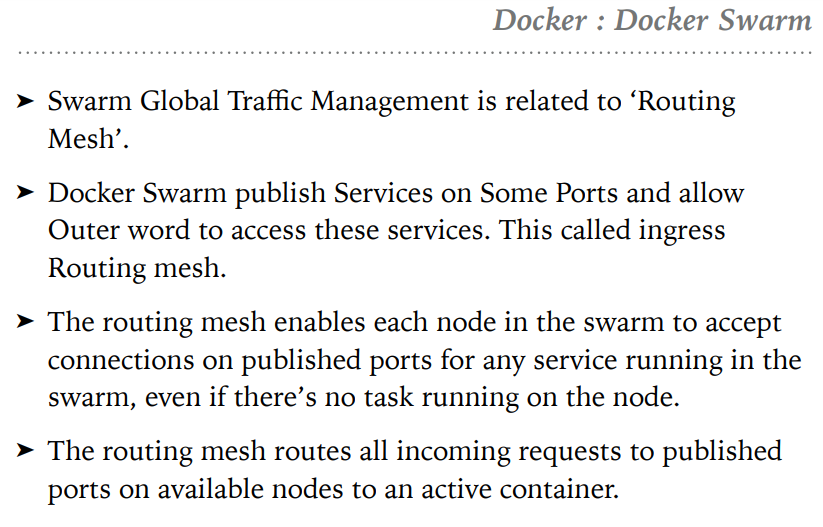 Docker : Docker Swarm
➤ Swarm Global Traffic Management is related to ‘Routing
Mesh’.
➤ Docker Swarm publish Services on Some Ports and allow
Outer word to access these services. This called ingress
Routing mesh.
➤ The routing mesh enables each node in the swarm to accept
connections on published ports for any service running in the
swarm, even if there’s no task running on the node.
➤ The routing mesh routes all incoming requests to published
ports on available nodes to an active container.